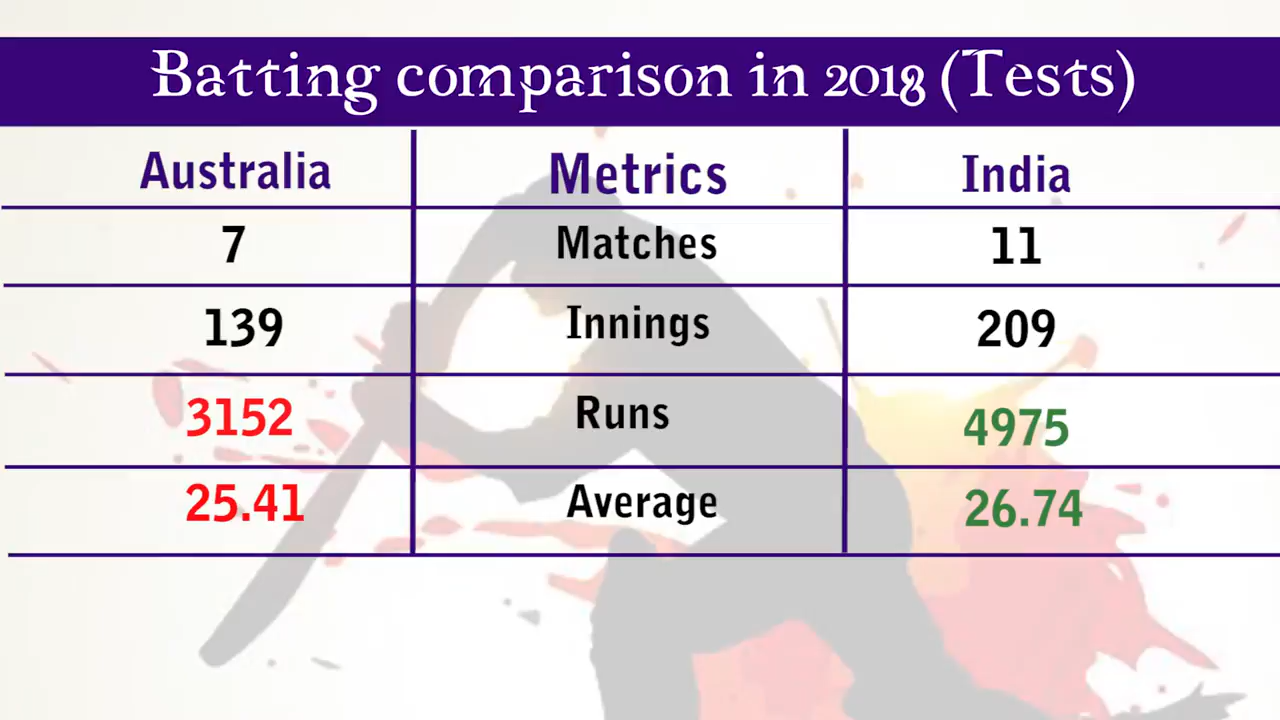 Batting comparison in 2018 (Tests)
Australia Metrics India
7 Matches 11
139 Innings 209
3152 Runs 4975
25.41 Average 26.74